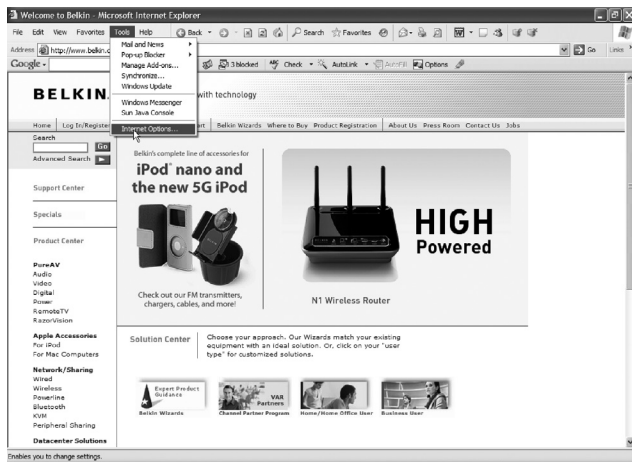 Welcome to Belkin - Microsoft Internet Explorer
File Edit View Favorites Tools Help Back Search Favorites
Address http://www.belkin.c Go Links
Mail and News
Pop-up Blocker
Manage Add-ons...
Synchronize...
Windows Update
Windows Messenger
Sun Java Console
Internet Options...
Google 3 blocked Check AutoLink AutoFill Options
BELKIN. with technology
Home Log In/Register rt Belkin Wizards Where to Buy Product Registration About Us Press Room Contact Us Jobs
Search
Go
Advanced Search
Support Center
Specials
Product Center
PureAV
Audio
Video
Digital
Power
RemoteTV
RazorVision
Apple Accessories
For iPod
For Mac Computers
Network/Sharing
Wired
Wireless
Powerline
Bluetooth
KVM
Peripheral Sharing
Datacenter Solutions
Belkin's complete line of accessories for
iPod® nano and
the new 5G iPod
Check out our FM transmitters,
chargers, cables, and more!
HIGH
Powered
N1 Wireless Router
Solution Center
Choose your approach. Our Wizards match your existing
equipment with an ideal solution. Or, click on your "user
type" for customized solutions.
Expert Product
Guidance
Belkin Wizards
VAR
Partners
Channel Partner Program
Home/Home Office User
Business User
Enables you to change settings.